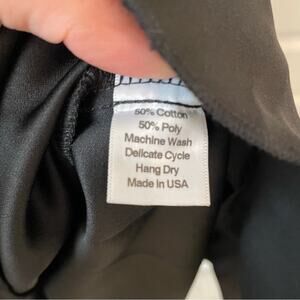 50% Cotton
50% Poly
Machine Wash
Delicate Cycle
Hang Dry
Made in USA